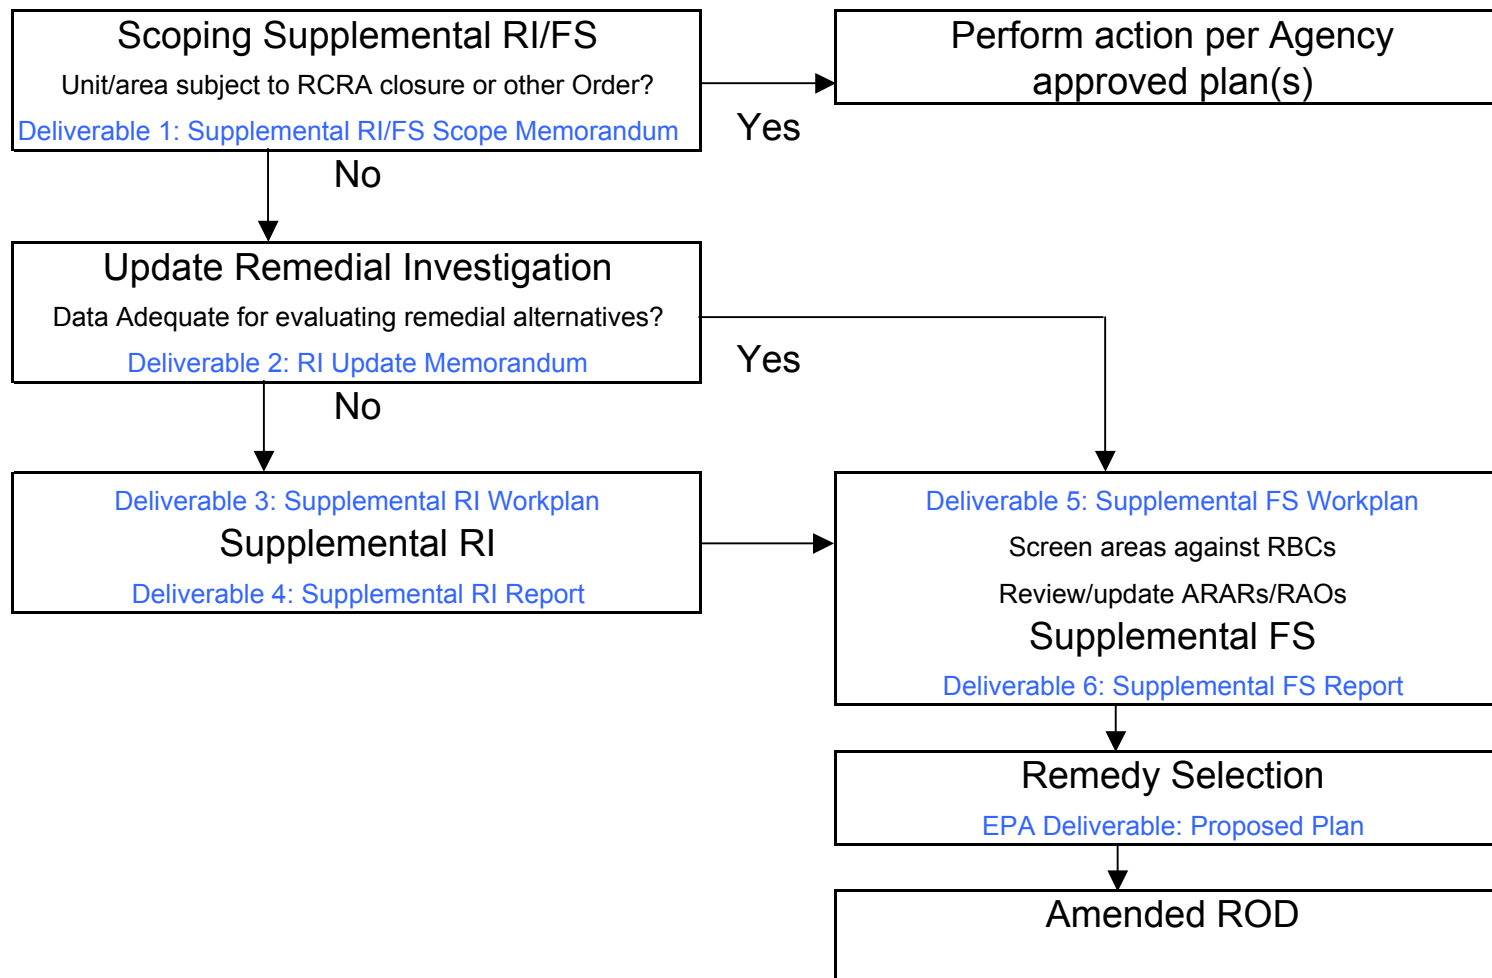 Scoping Supplemental RI/FS
Unit/area subject to RCRA closure or other Order?
Deliverable 1: Supplemental RI/FS Scope Memorandum
Yes
Perform action per Agency
approved plan(s)
No
Update Remedial Investigation
Data Adequate for evaluating remedial alternatives?
Deliverable 2: RI Update Memorandum
Yes
No
Deliverable 3: Supplemental RI Workplan
Supplemental RI
Deliverable 4: Supplemental RI Report
Deliverable 5: Supplemental FS Workplan
Screen areas against RBCs
Review/update ARARs/RAOs
Supplemental FS
Deliverable 6: Supplemental FS Report
Remedy Selection
EPA Deliverable: Proposed Plan
Amended ROD